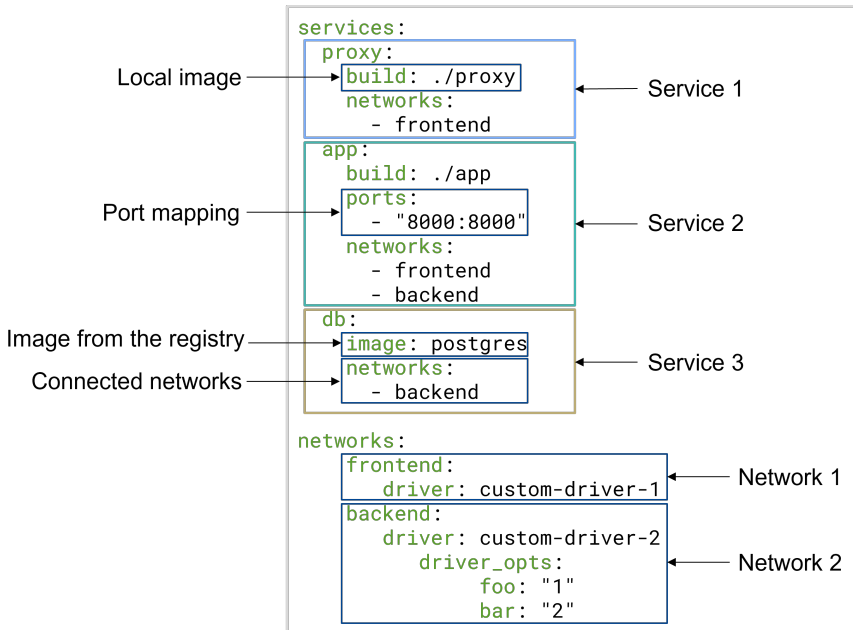 services:
proxy:
Local image
build: ./proxy
Service 1
networks:
- frontend
app:
build: ./app
ports:
Port mapping
- "8000:8000"
Service 2
networks:
- frontend
- backend
db:
Image from the registry
image: postgres
Service 3
networks:
Connected networks
- backend
networks:
frontend:
Network 1
driver: custom-driver-1
backend:
driver: custom-driver-2
driver_opts:
Network 2
foo: "1"
bar: "2"